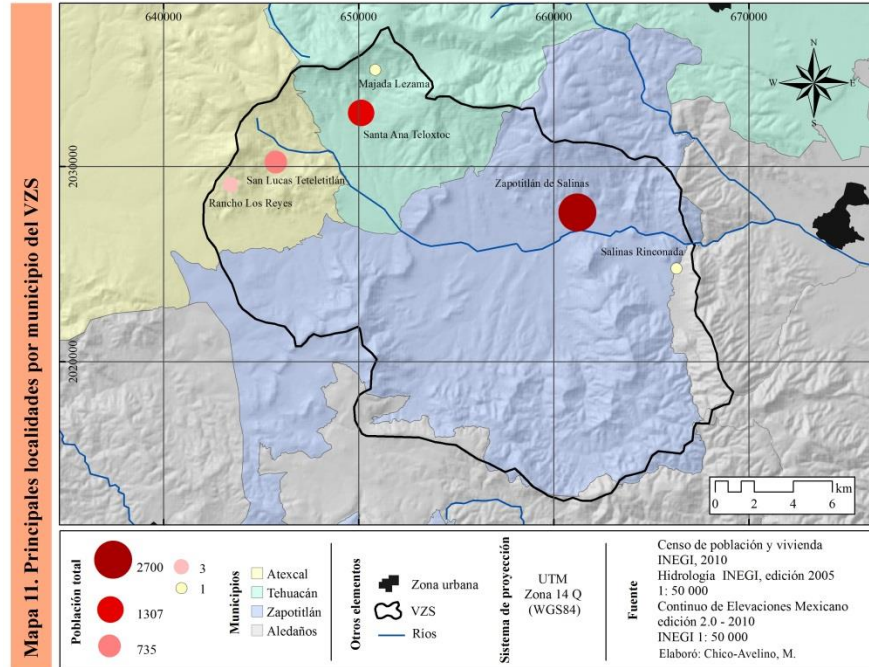 Mapa 11. Principales localidades por municipio del VZS
640000
650000
660000
670000
N
W
E
S
Majada Lezama
Santa Ana Teloxtoc
2030000
San Lucas Teteletitlán
Zapotitlán de Salinas
Rancho Los Reyes
Salinas Rinconada
2020000
0 2 4 6
km
Población total
2700
1307
735
3
1
Municipios
Atexcal
Tehuacán
Zapotitlán
Aledaños
Otros elementos
Zona urbana
VZS
Ríos
Sistema de proyección
UTM
Zona 14 Q
(WGS84)
Fuente
Censo de población y vivienda
INEGI, 2010
Hidrología INEGI, edición 2005
1: 50 000
Continuo de Elevaciones Mexicano
edición 2.0 - 2010
INEGI 1: 50 000
Elaboró: Chico-Avelino, M.